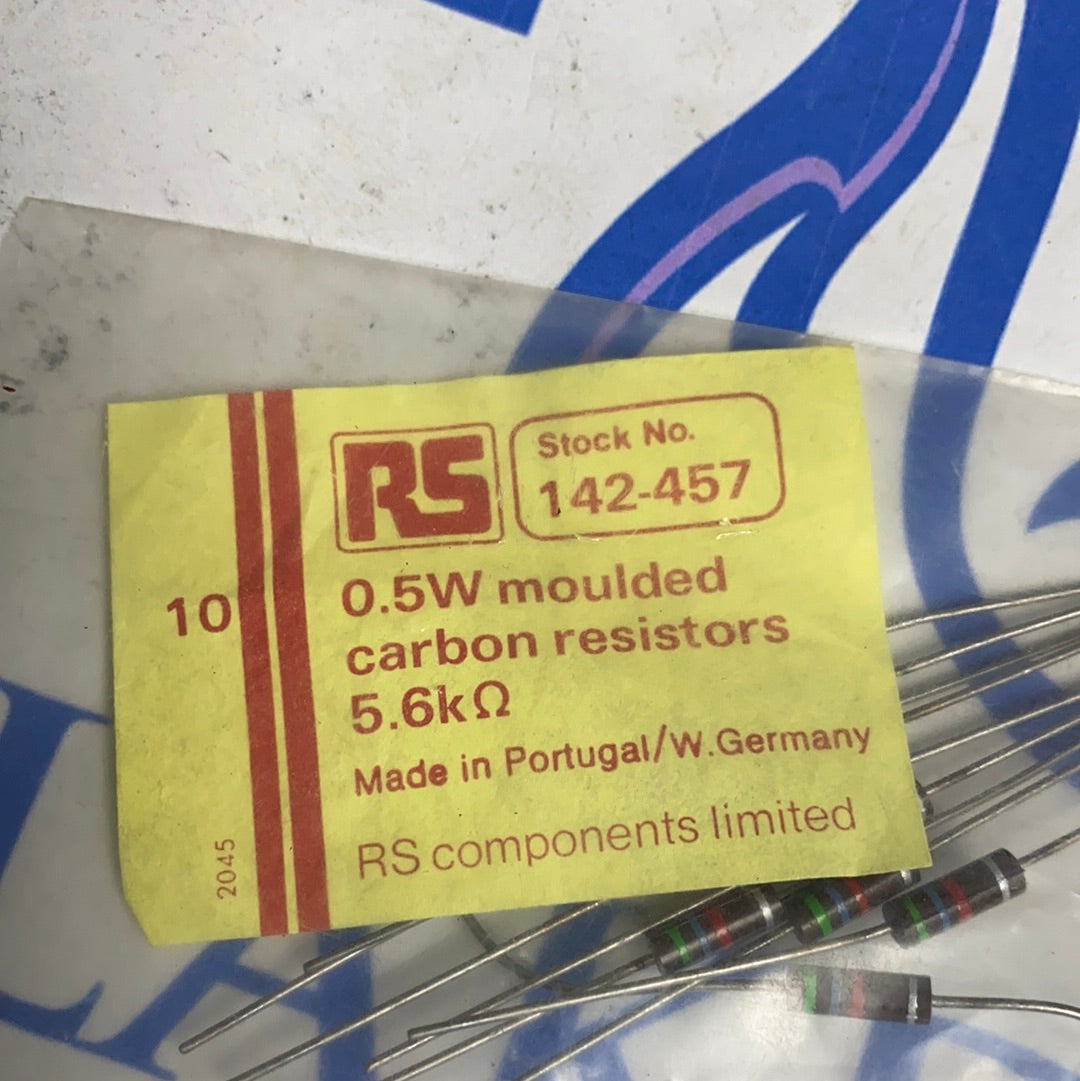 RS
Stock No.
142-457
10
0.5W moulded
carbon resistors
5.6kΩ
Made in Portugal/W.Germany
RS components limited
2045